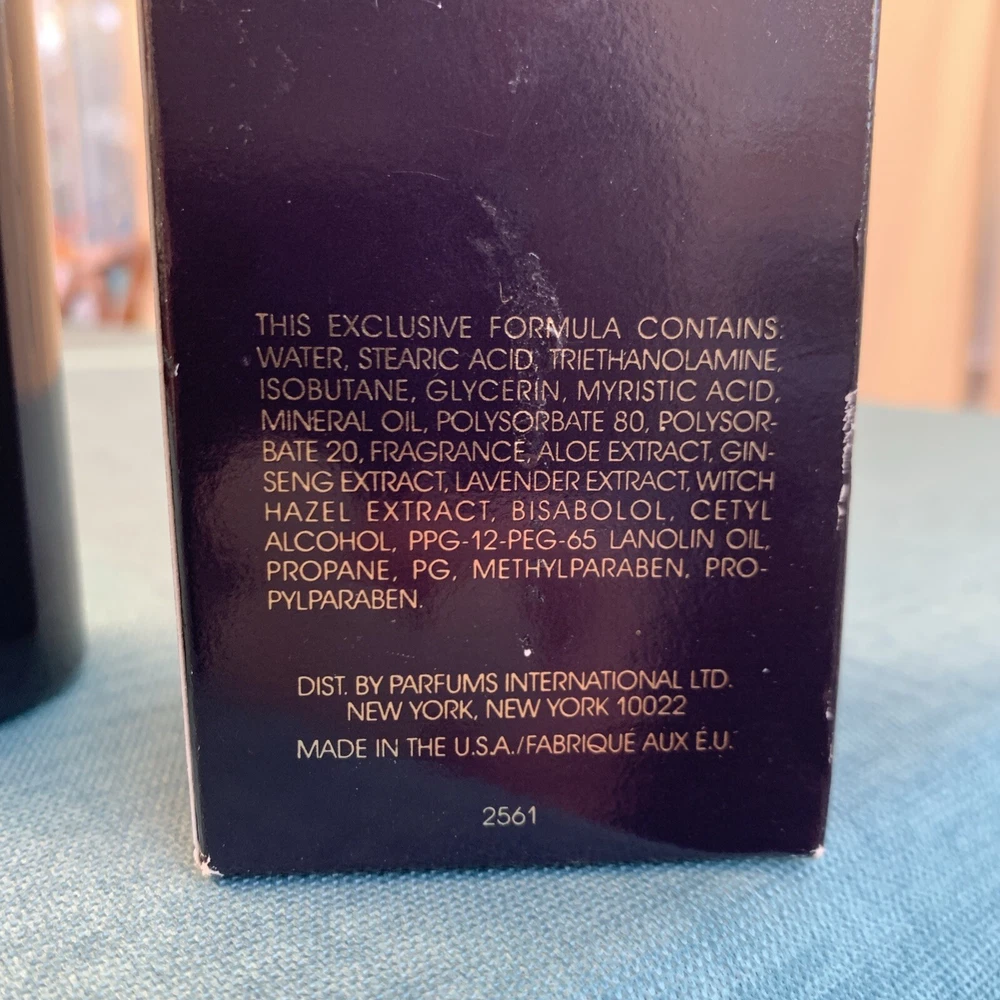 THIS EXCLUSIVE FORMULA CONTAINS:
WATER, STEARIC ACID, TRIETHANOLAMINE,
ISOBUTANE, GLYCERIN, MYRISTIC ACID,
MINERAL OIL, POLYSORBATE 80, POLYSOR-
BATE 20, FRAGRANCE, ALOE EXTRACT, GIN-
SENG EXTRACT, LAVENDER EXTRACT, WITCH
HAZEL EXTRACT, BISABOLOL, CETYL
ALCOHOL, PPG-12-PEG-65 LANOLIN OIL,
PROPANE, PG, METHYLPARABEN, PRO-
PYLPARABEN.
DIST. BY PARFUMS INTERNATIONAL LTD.
NEW YORK, NEW YORK 10022
MADE IN THE U.S.A./FABRIQUÉ AUX É.U.
2561